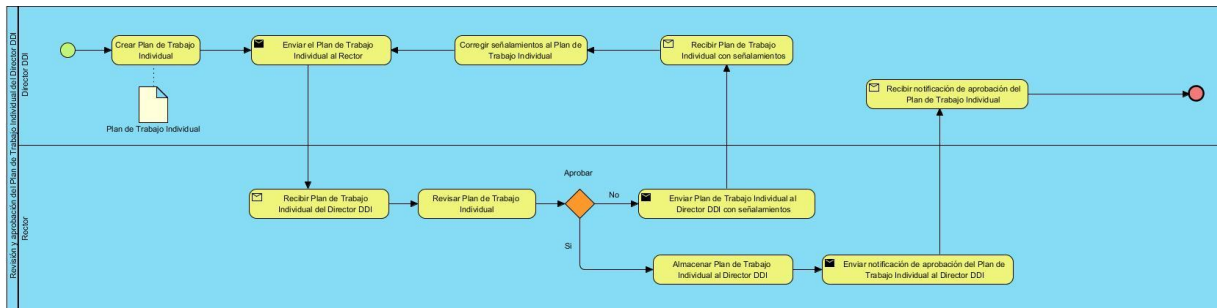 Revisión y aprobación del Plan de Trabajo Individual del Director DDI
Director DDI
Crear Plan de Trabajo
Individual
Plan de Trabajo Individual
Enviar el Plan de Trabajo
Individual al Rector
Corregir señalamientos al Plan de
Trabajo Individual
Recibir Plan de Trabajo
Individual con señalamientos
Recibir notificación de aprobación del
Plan de Trabajo Individual
Rector
Recibir Plan de Trabajo
Individual del Director DDI
Revisar Plan de Trabajo
Individual
Aprobar
No
Enviar Plan de Trabajo Individual al
Director DDI con señalamientos
Si
Almacenar Plan de Trabajo
Individual al Director DDI
Enviar notificación de aprobación del Plan de
Trabajo Individual al Director DDI